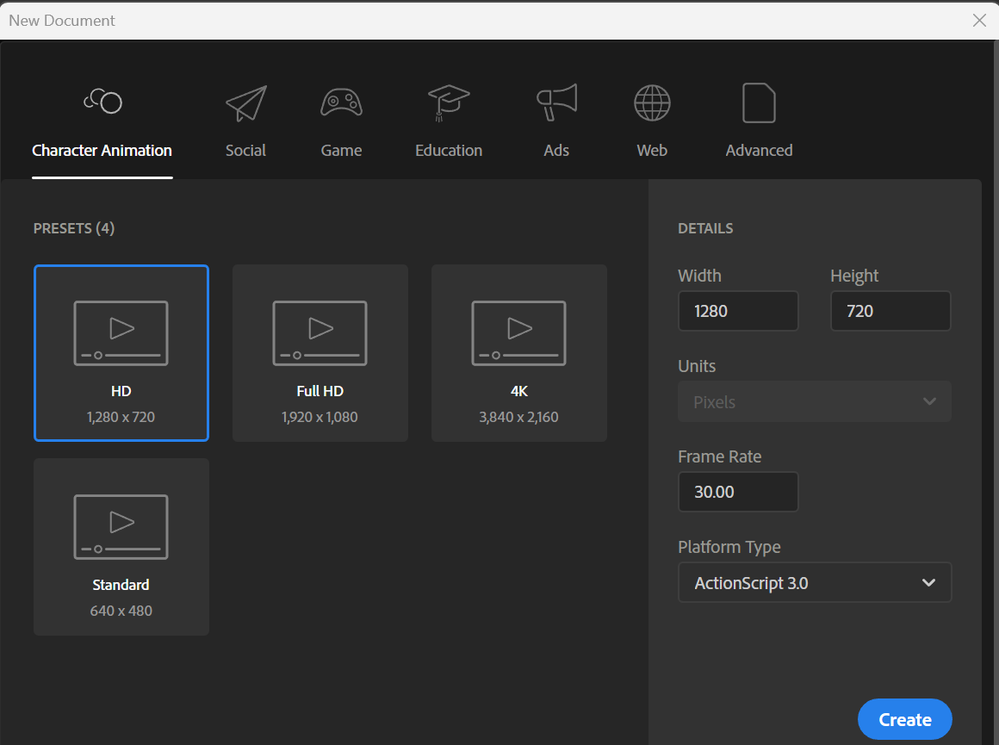 New Document
Character Animation
Social
Game
Education
Ads
Web
Advanced
PRESETS (4)
HD
1,280 x 720
Full HD
1,920 x 1,080
4K
3,840 x 2,160
Standard
640 x 480
DETAILS
Width
Height
1280
720
Units
Pixels
Frame Rate
30.00
Platform Type
ActionScript 3.0
Create